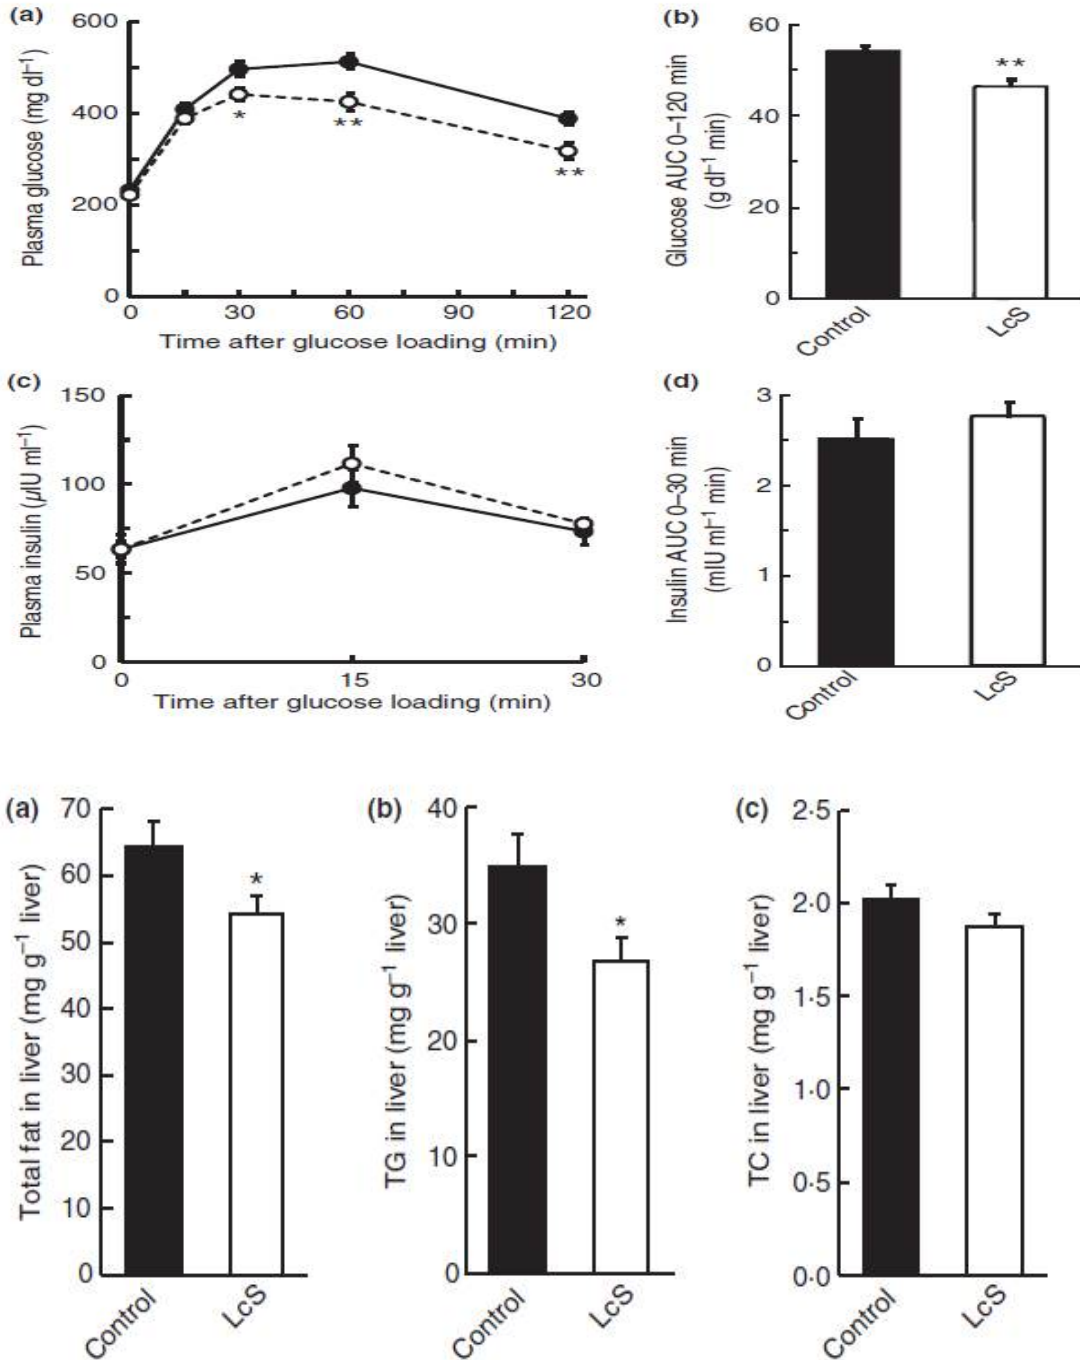 (a)
600
400
200
0
Plasma glucose (mg dl⁻¹)
*
**
**
0 30 60 90 120
Time after glucose loading (min)
(b)
60
40
20
0
Glucose AUC 0–120 min
(g dl⁻¹ min)
**
Control LcS
(c)
150
100
50
0
Plasma insulin (µIU ml⁻¹)
0 15 30
Time after glucose loading (min)
(d)
3
2
1
0
Insulin AUC 0–30 min
(mIU ml⁻¹ min)
Control LcS
(a)
70
60
50
40
30
20
10
0
Total fat in liver (mg g⁻¹ liver)
*
Control LcS
(b)
40
30
20
10
0
TG in liver (mg g⁻¹ liver)
*
Control LcS
(c)
2·5
2·0
1·5
1·0
0·5
0·0
TC in liver (mg g⁻¹ liver)
Control LcS